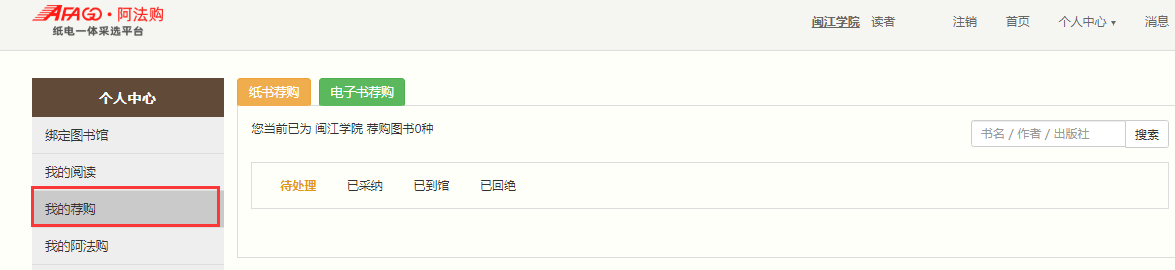 AFAGO·阿法购
纸电一体采选平台
闽江学院 读者 注销 首页 个人中心 ▾ 消息
个人中心
绑定图书馆
我的阅读
我的荐购
我的阿法购
纸书荐购 电子书荐购
您当前已为 闽江学院 荐购图书0种
书名 / 作者 / 出版社 搜索
待处理 已采纳 已到馆 已回绝